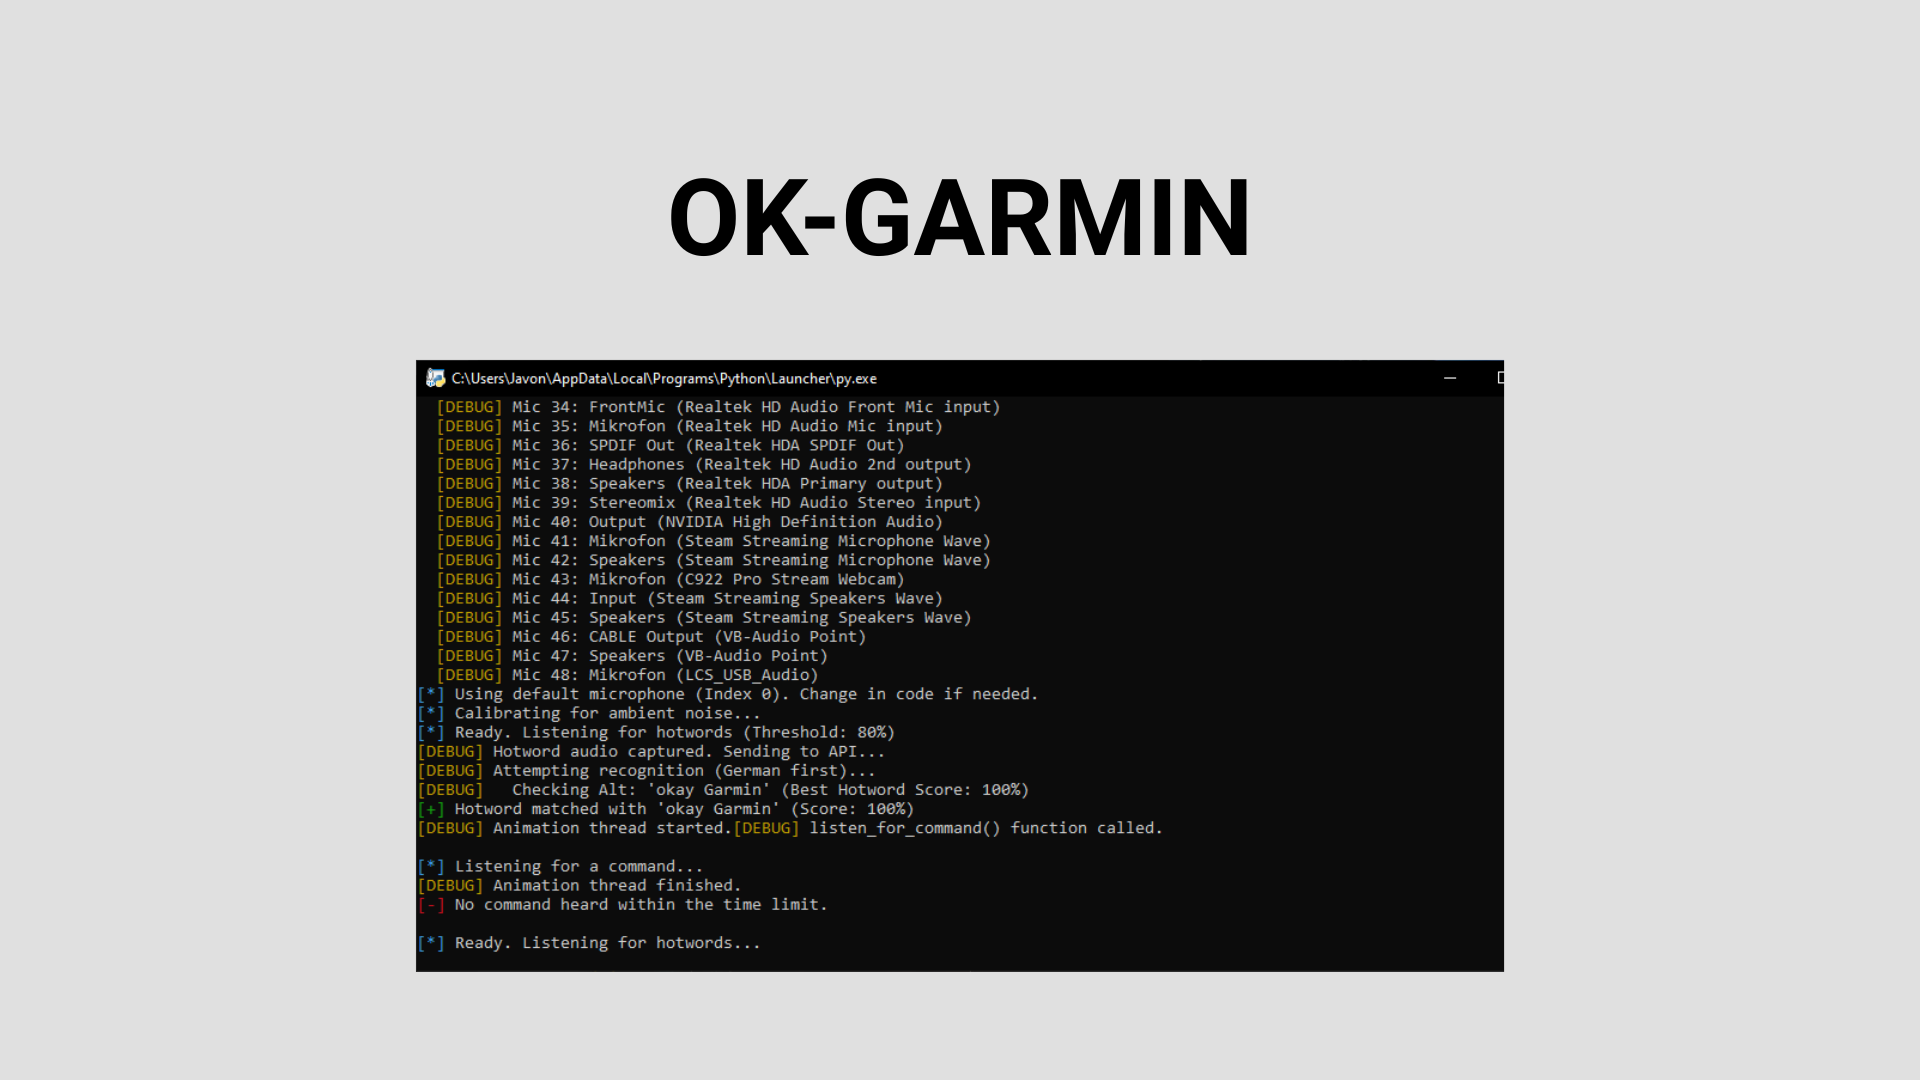 OK-GARMIN
C:\Users\Javon\AppData\Local\Programs\Python\Launcher\py.exe
[DEBUG] Mic 34: FrontMic (Realtek HD Audio Front Mic input)
[DEBUG] Mic 35: Mikrofon (Realtek HD Audio Mic input)
[DEBUG] Mic 36: SPDIF Out (Realtek HDA SPDIF Out)
[DEBUG] Mic 37: Headphones (Realtek HD Audio 2nd output)
[DEBUG] Mic 38: Speakers (Realtek HDA Primary output)
[DEBUG] Mic 39: Stereomix (Realtek HD Audio Stereo input)
[DEBUG] Mic 40: Output (NVIDIA High Definition Audio)
[DEBUG] Mic 41: Mikrofon (Steam Streaming Microphone Wave)
[DEBUG] Mic 42: Speakers (Steam Streaming Microphone Wave)
[DEBUG] Mic 43: Mikrofon (C922 Pro Stream Webcam)
[DEBUG] Mic 44: Input (Steam Streaming Speakers Wave)
[DEBUG] Mic 45: Speakers (Steam Streaming Speakers Wave)
[DEBUG] Mic 46: CABLE Output (VB-Audio Point)
[DEBUG] Mic 47: Speakers (VB-Audio Point)
[DEBUG] Mic 48: Mikrofon (LCS_USB_Audio)
[*] Using default microphone (Index 0). Change in code if needed.
[*] Calibrating for ambient noise...
[*] Ready. Listening for hotwords (Threshold: 80%)
[DEBUG] Hotword audio captured. Sending to API...
[DEBUG] Attempting recognition (German first)...
[DEBUG]   Checking Alt: 'okay Garmin' (Best Hotword Score: 100%)
[+] Hotword matched with 'okay Garmin' (Score: 100%)
[DEBUG] Animation thread started.[DEBUG] listen_for_command() function called.
[*] Listening for a command...
[DEBUG] Animation thread finished.
[-] No command heard within the time limit.
[*] Ready. Listening for hotwords...